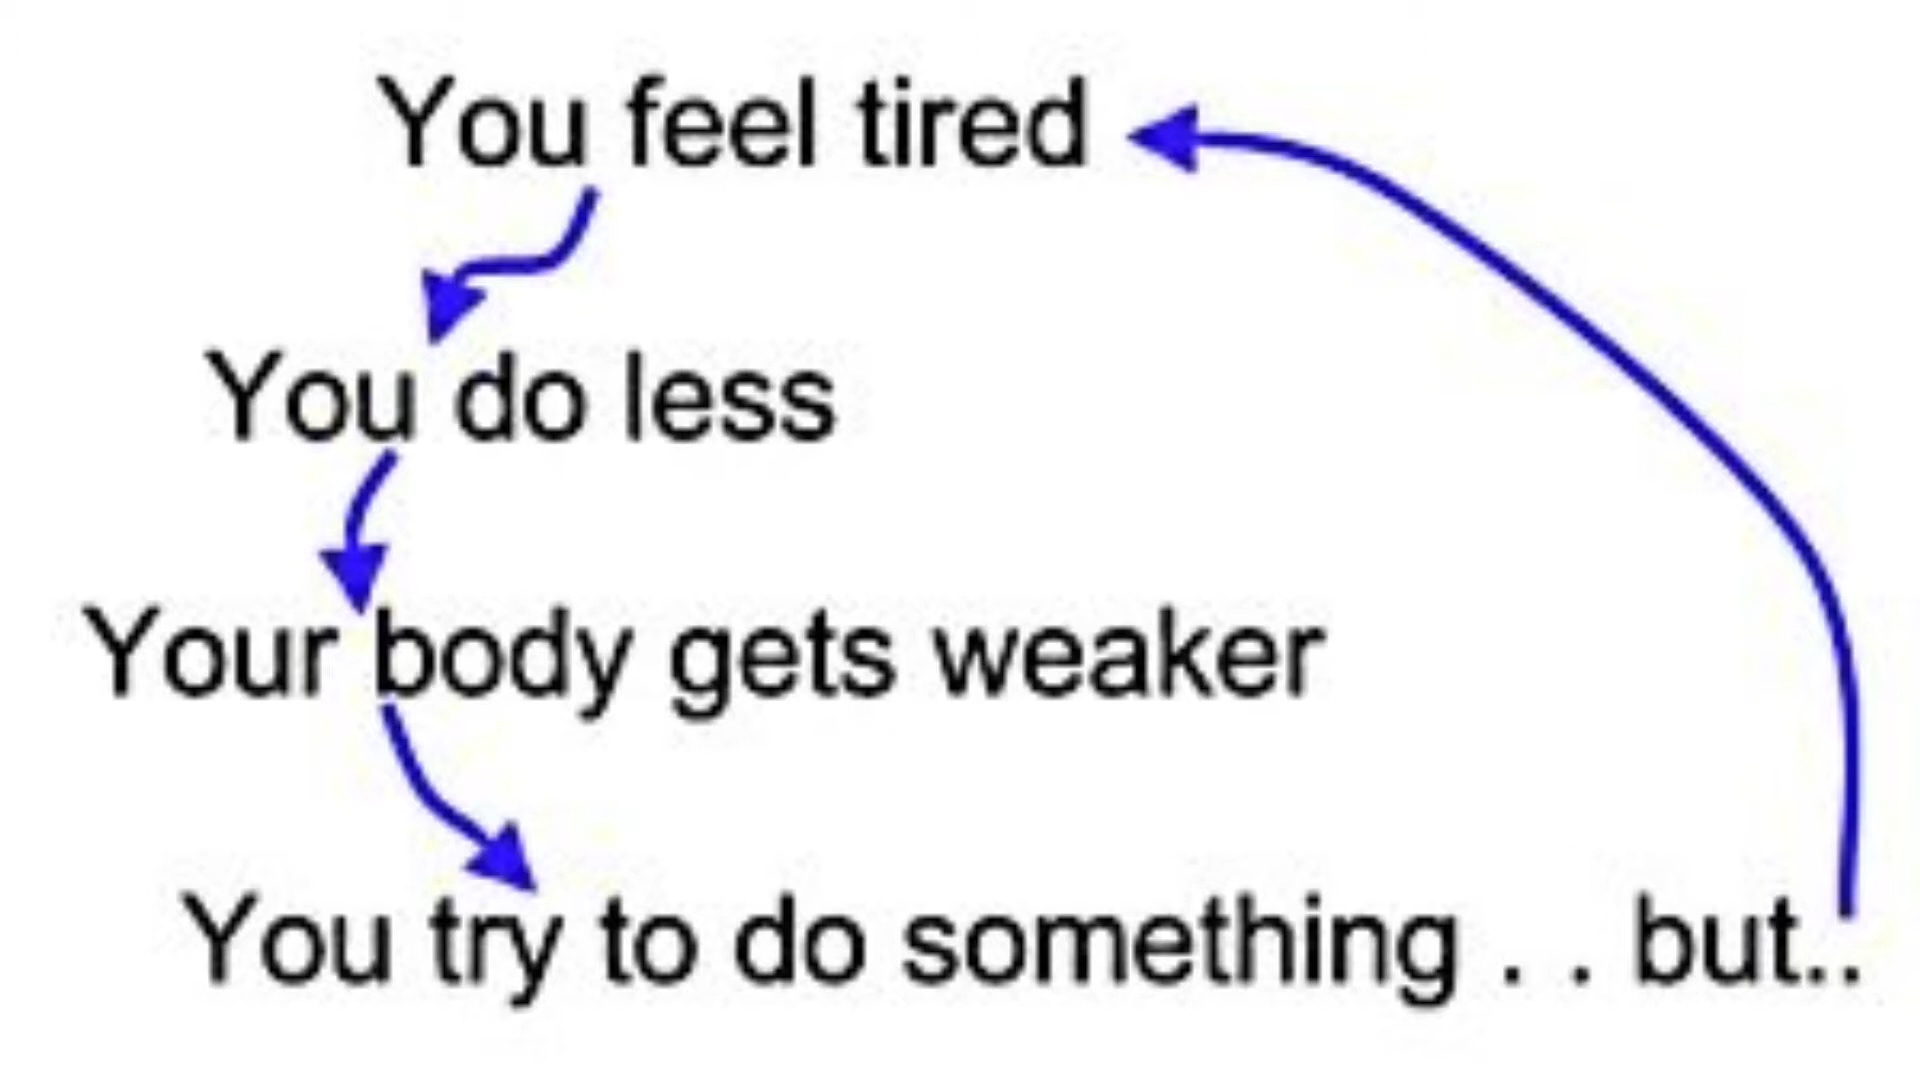 You feel tired
You do less
Your body gets weaker
You try to do something . . but..